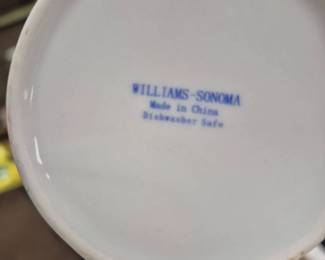 WILLIAMS-SONOMA
Made in China
Dishwasher Safe